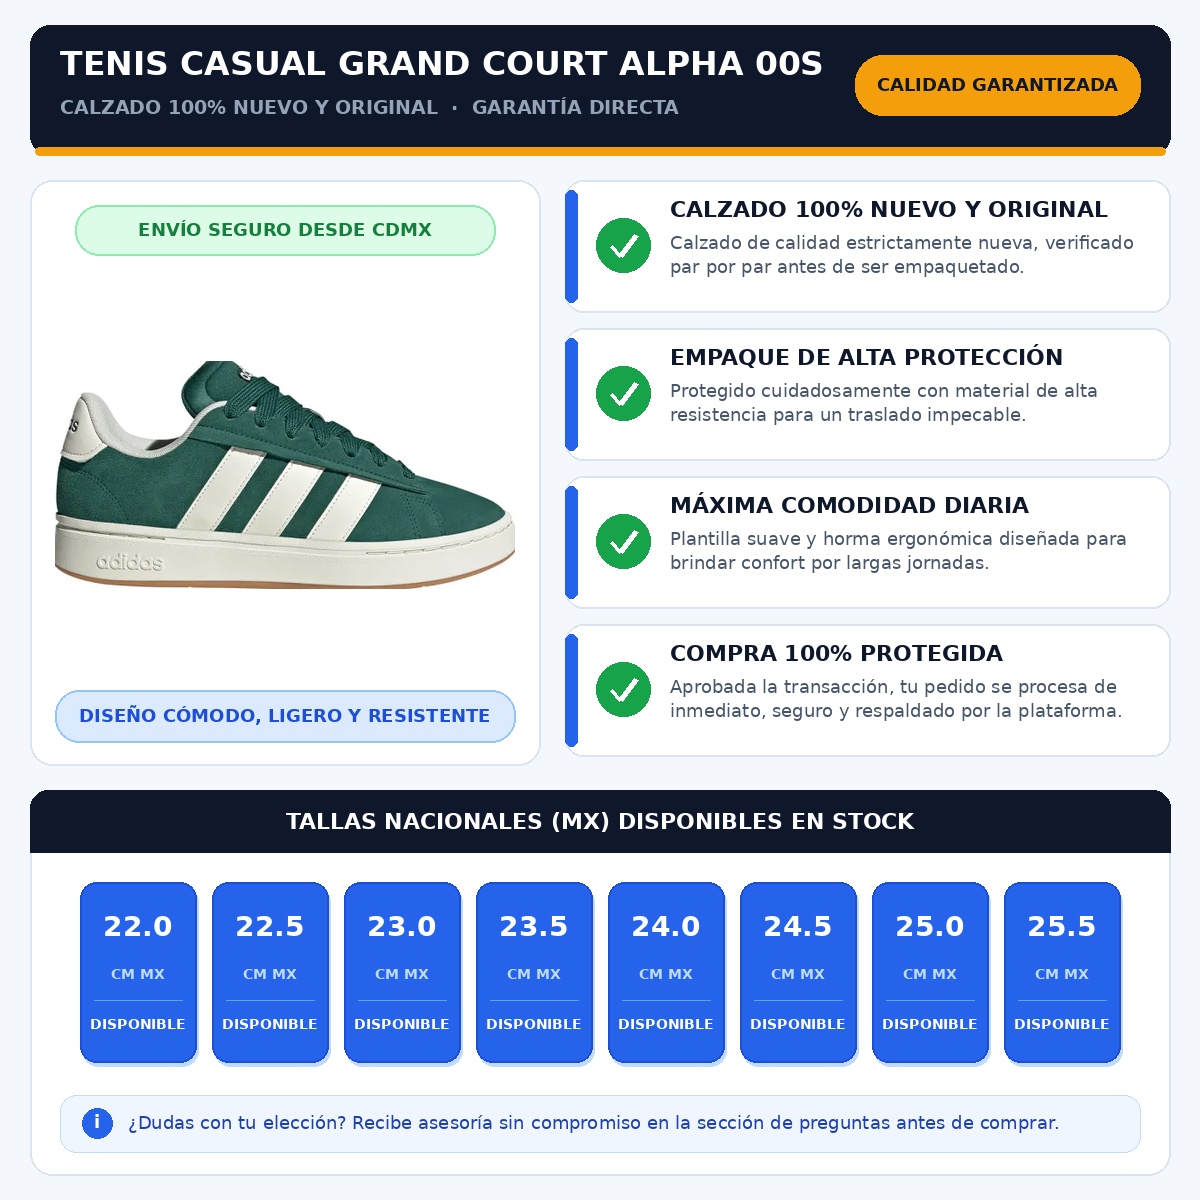 TENIS CASUAL GRAND COURT ALPHA 00S
CALZADO 100% NUEVO Y ORIGINAL · GARANTÍA DIRECTA
CALIDAD GARANTIZADA
ENVÍO SEGURO DESDE CDMX
adidas
DISEÑO CÓMODO, LIGERO Y RESISTENTE
CALZADO 100% NUEVO Y ORIGINAL
Calzado de calidad estrictamente nueva, verificado
par por par antes de ser empaquetado.
EMPAQUE DE ALTA PROTECCIÓN
Protegido cuidadosamente con material de alta
resistencia para un traslado impecable.
MÁXIMA COMODIDAD DIARIA
Plantilla suave y horma ergonómica diseñada para
brindar confort por largas jornadas.
COMPRA 100% PROTEGIDA
Aprobada la transacción, tu pedido se procesa de
inmediato, seguro y respaldado por la plataforma.
TALLAS NACIONALES (MX) DISPONIBLES EN STOCK
22.0 22.5 23.0 23.5 24.0 24.5 25.0 25.5
CM MX CM MX CM MX CM MX CM MX CM MX CM MX CM MX
DISPONIBLE DISPONIBLE DISPONIBLE DISPONIBLE DISPONIBLE DISPONIBLE DISPONIBLE DISPONIBLE
i ¿Dudas con tu elección? Recibe asesoría sin compromiso en la sección de preguntas antes de comprar.